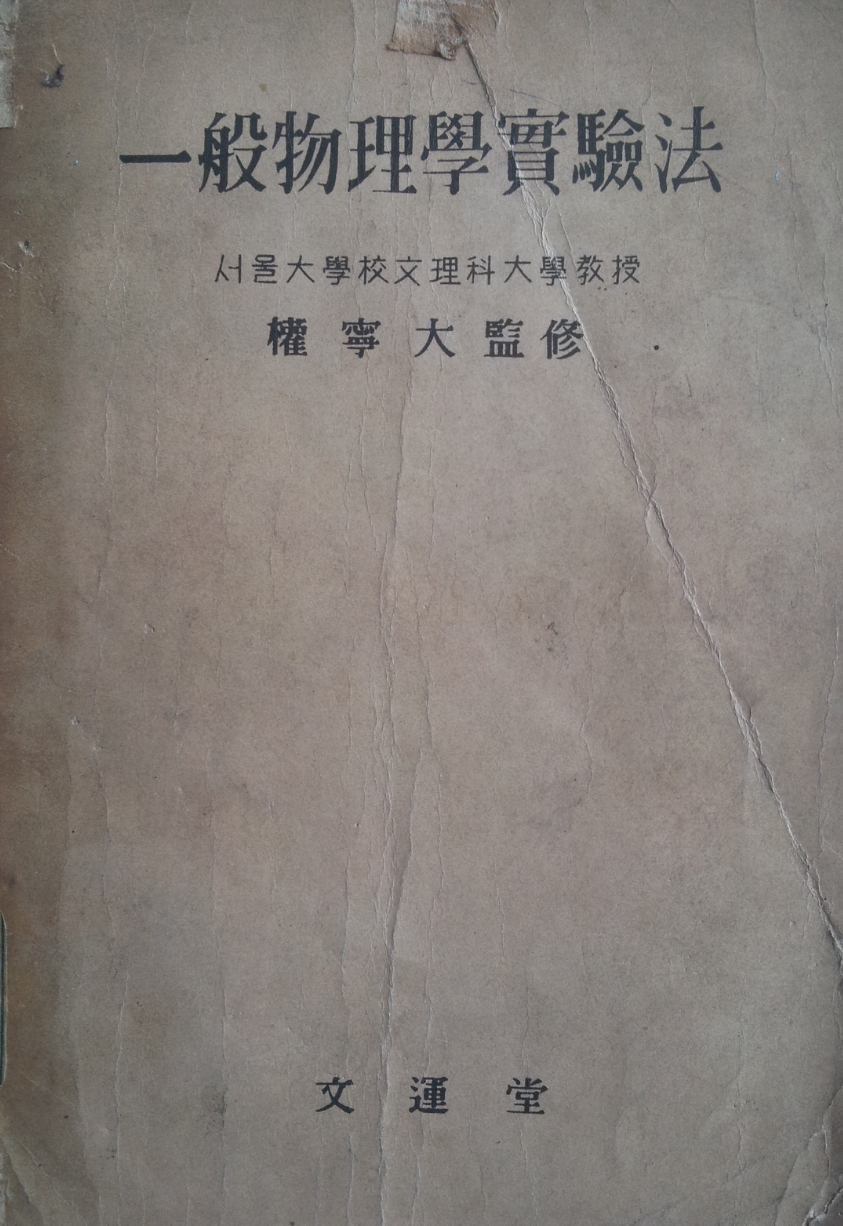 一般物理學實驗法
서울大學校文理科大學敎授
權寧大監修
文運堂